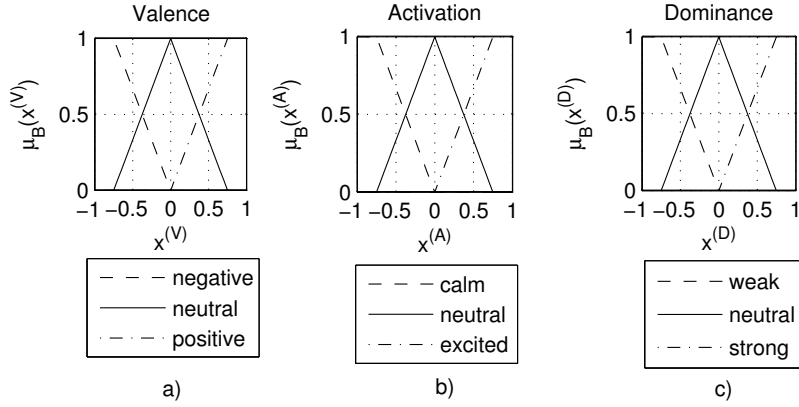 Valence
μB(x(V))
1
0.5
0
−1 −0.5 0 0.5 1
x(V)
negative
neutral
positive
a)
Activation
μB(x(A))
1
0.5
0
−1 −0.5 0 0.5 1
x(A)
calm
neutral
excited
b)
Dominance
μB(x(D))
1
0.5
0
−1 −0.5 0 0.5 1
x(D)
weak
neutral
strong
c)